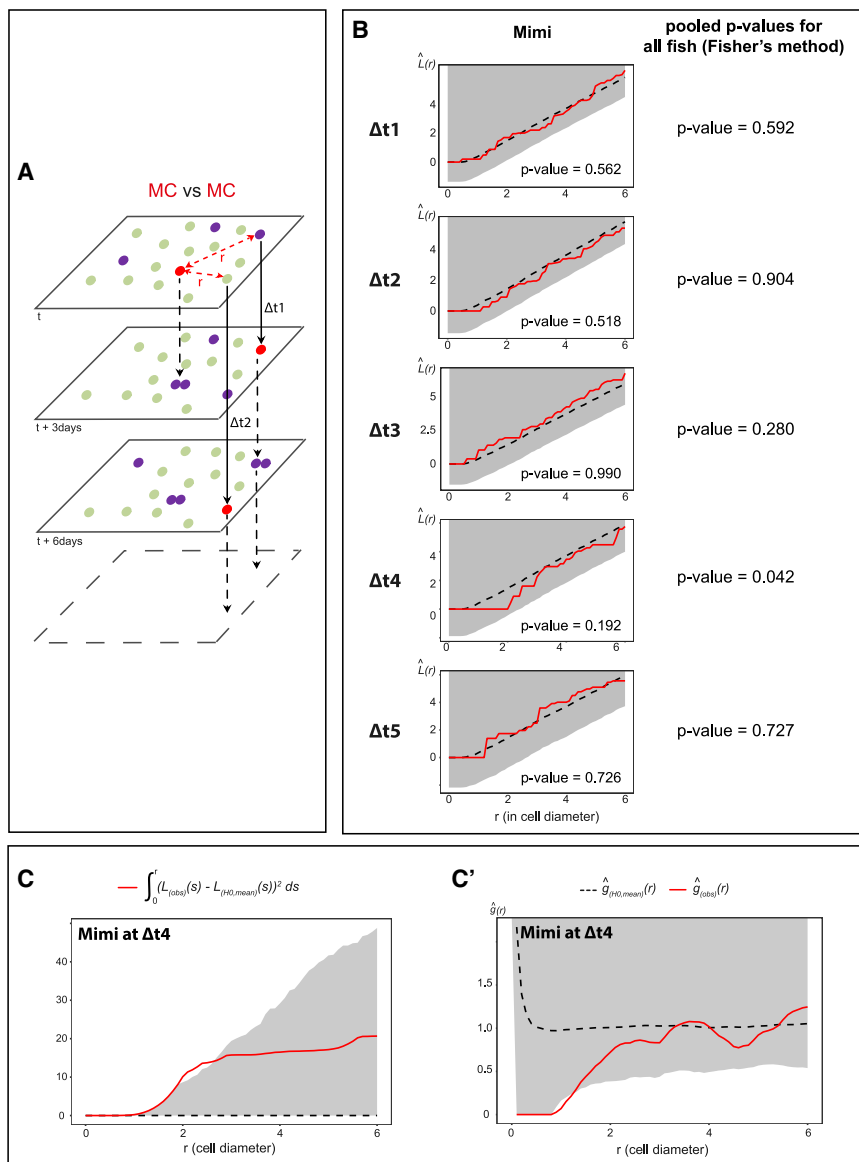 A
MC vs MC
r
r
Δt1
t
Δt2
t + 3days
t + 6days
B
Mimi
pooled p-values for
all fish (Fisher's method)
L̂(r)
Δt1
4
2
0
p-value = 0.562
0 2 4 6
p-value = 0.592
L̂(r)
Δt2
4
2
0
p-value = 0.518
0 2 4 6
p-value = 0.904
L̂(r)
Δt3
5
2.5
0
p-value = 0.990
0 2 4 6
p-value = 0.280
L̂(r)
Δt4
4
2
0
p-value = 0.192
0 2 4 6
p-value = 0.042
L̂(r)
Δt5
4
2
0
p-value = 0.726
0 2 4 6
r (in cell diameter)
p-value = 0.727
C
∫₀ʳ (L(obs)(s) - L(H0,mean)(s))² ds
Mimi at Δt4
40
30
20
10
0
0 2 4 6
r (cell diameter)
C'
ĝ(H0,mean)(r) ĝ(obs)(r)
ĝ(r)
Mimi at Δt4
1.5
1.0
0.5
0
0 2 4 6
r (cell diameter)